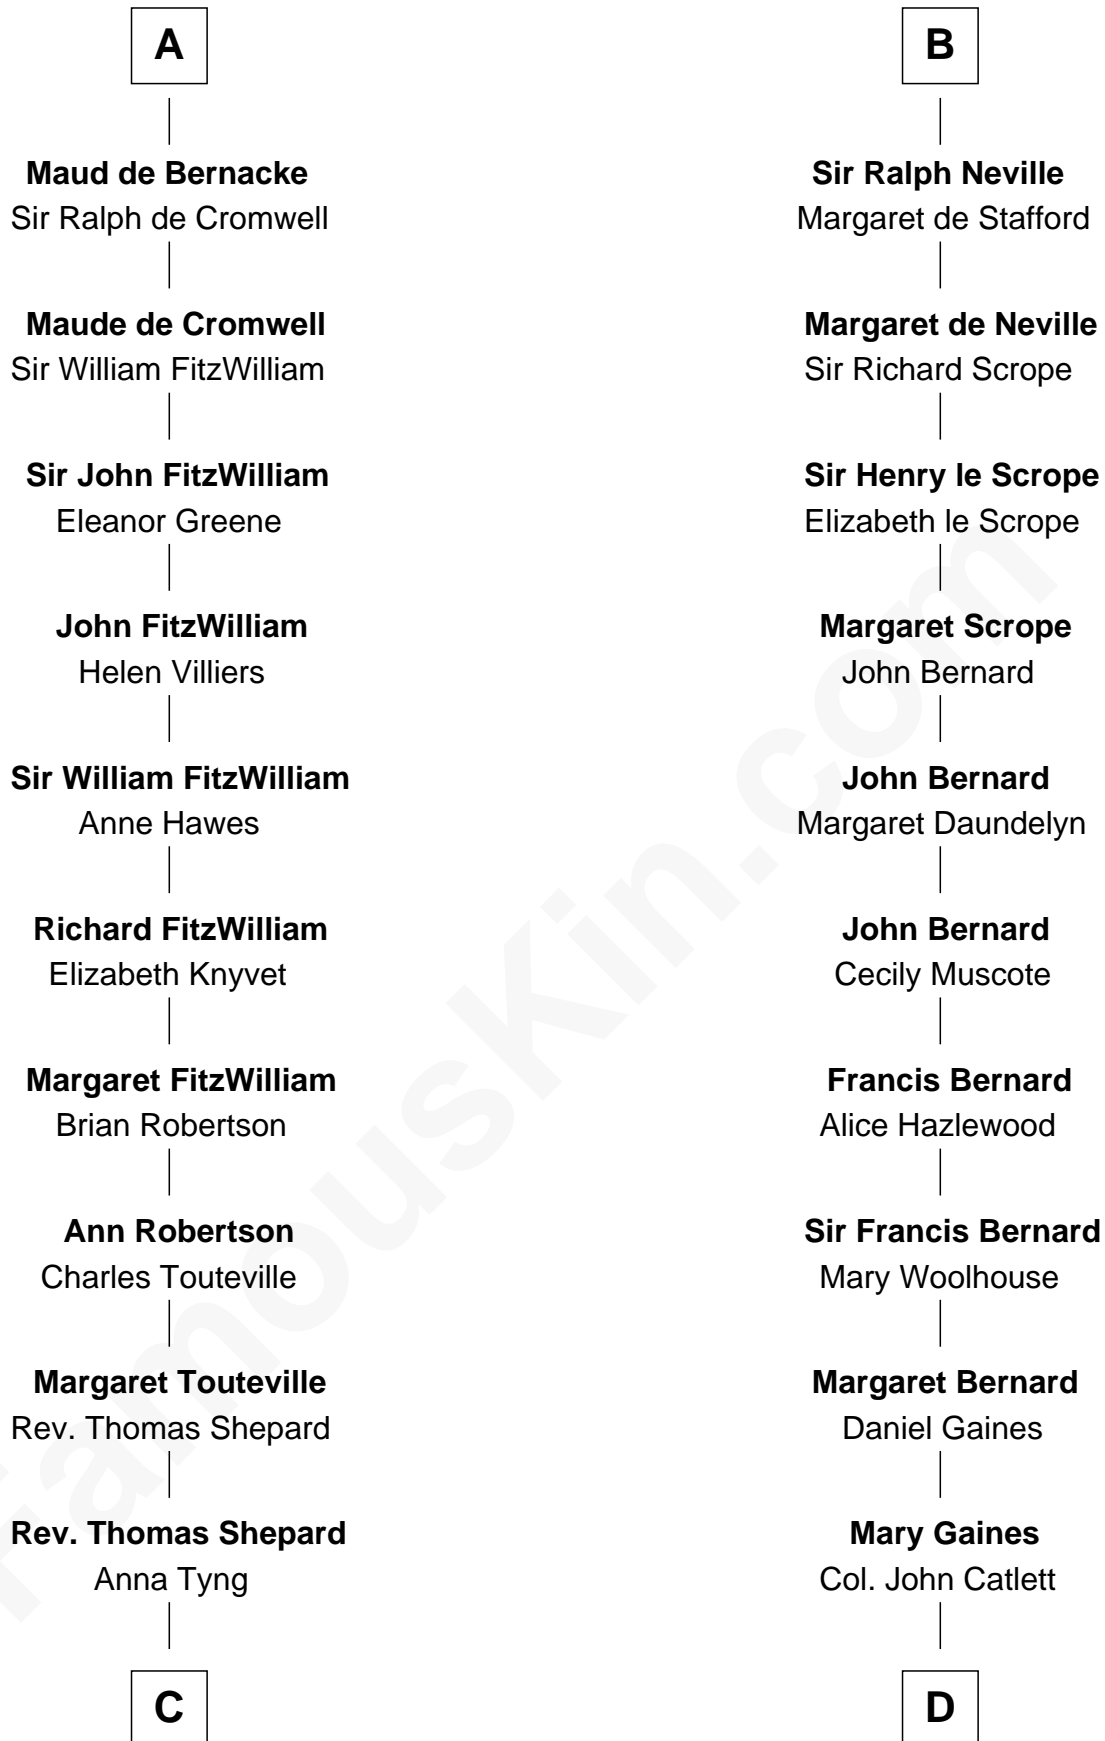 A
Maud de Bernacke
Sir Ralph de Cromwell
Maude de Cromwell
Sir William FitzWilliam
Sir John FitzWilliam
Eleanor Greene
John FitzWilliam
Helen Villiers
Sir William FitzWilliam
Anne Hawes
Richard FitzWilliam
Elizabeth Knyvet
Margaret FitzWilliam
Brian Robertson
Ann Robertson
Charles Touteville
Margaret Touteville
Rev. Thomas Shepard
Rev. Thomas Shepard
Anna Tyng
C
B
Sir Ralph Neville
Margaret de Stafford
Margaret de Neville
Sir Richard Scrope
Sir Henry le Scrope
Elizabeth le Scrope
Margaret Scrope
John Bernard
John Bernard
Margaret Daundelyn
John Bernard
Cecily Muscote
Francis Bernard
Alice Hazlewood
Sir Francis Bernard
Mary Woolhouse
Margaret Bernard
Daniel Gaines
Mary Gaines
Col. John Catlett
D
FamousKin.com